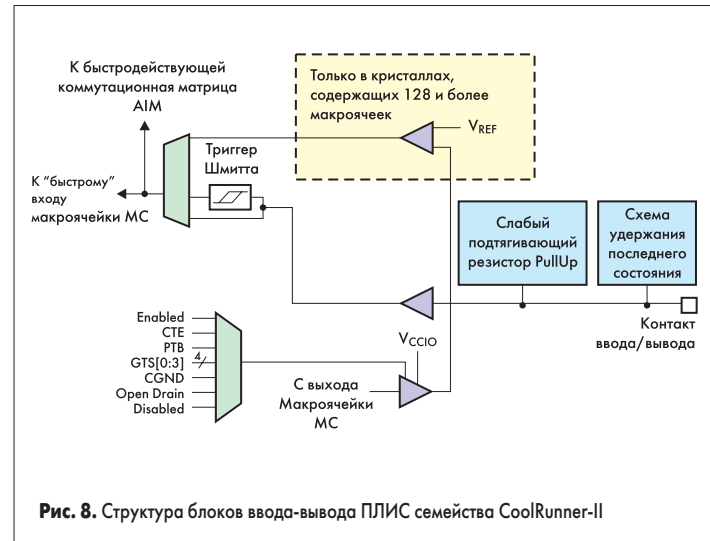 К быстродействующей
коммутационная матрица
AIM
Только в кристаллах,
содержащих 128 и более
макроячеек
VREF
Триггер
Шмитта
К “быстрому”
входу
макроячейки МС
Слабый
подтягивающий
резистор PullUp
Схема
удержания
последнего
состояния
Контакт
ввода/вывода
Enabled
CTE
PTB
GTS[0:3]
4
CGND
Open Drain
Disabled
VCCIO
С выхода
Макроячейки
МС
Рис. 8. Структура блоков ввода-вывода ПЛИС семейства CoolRunner-II